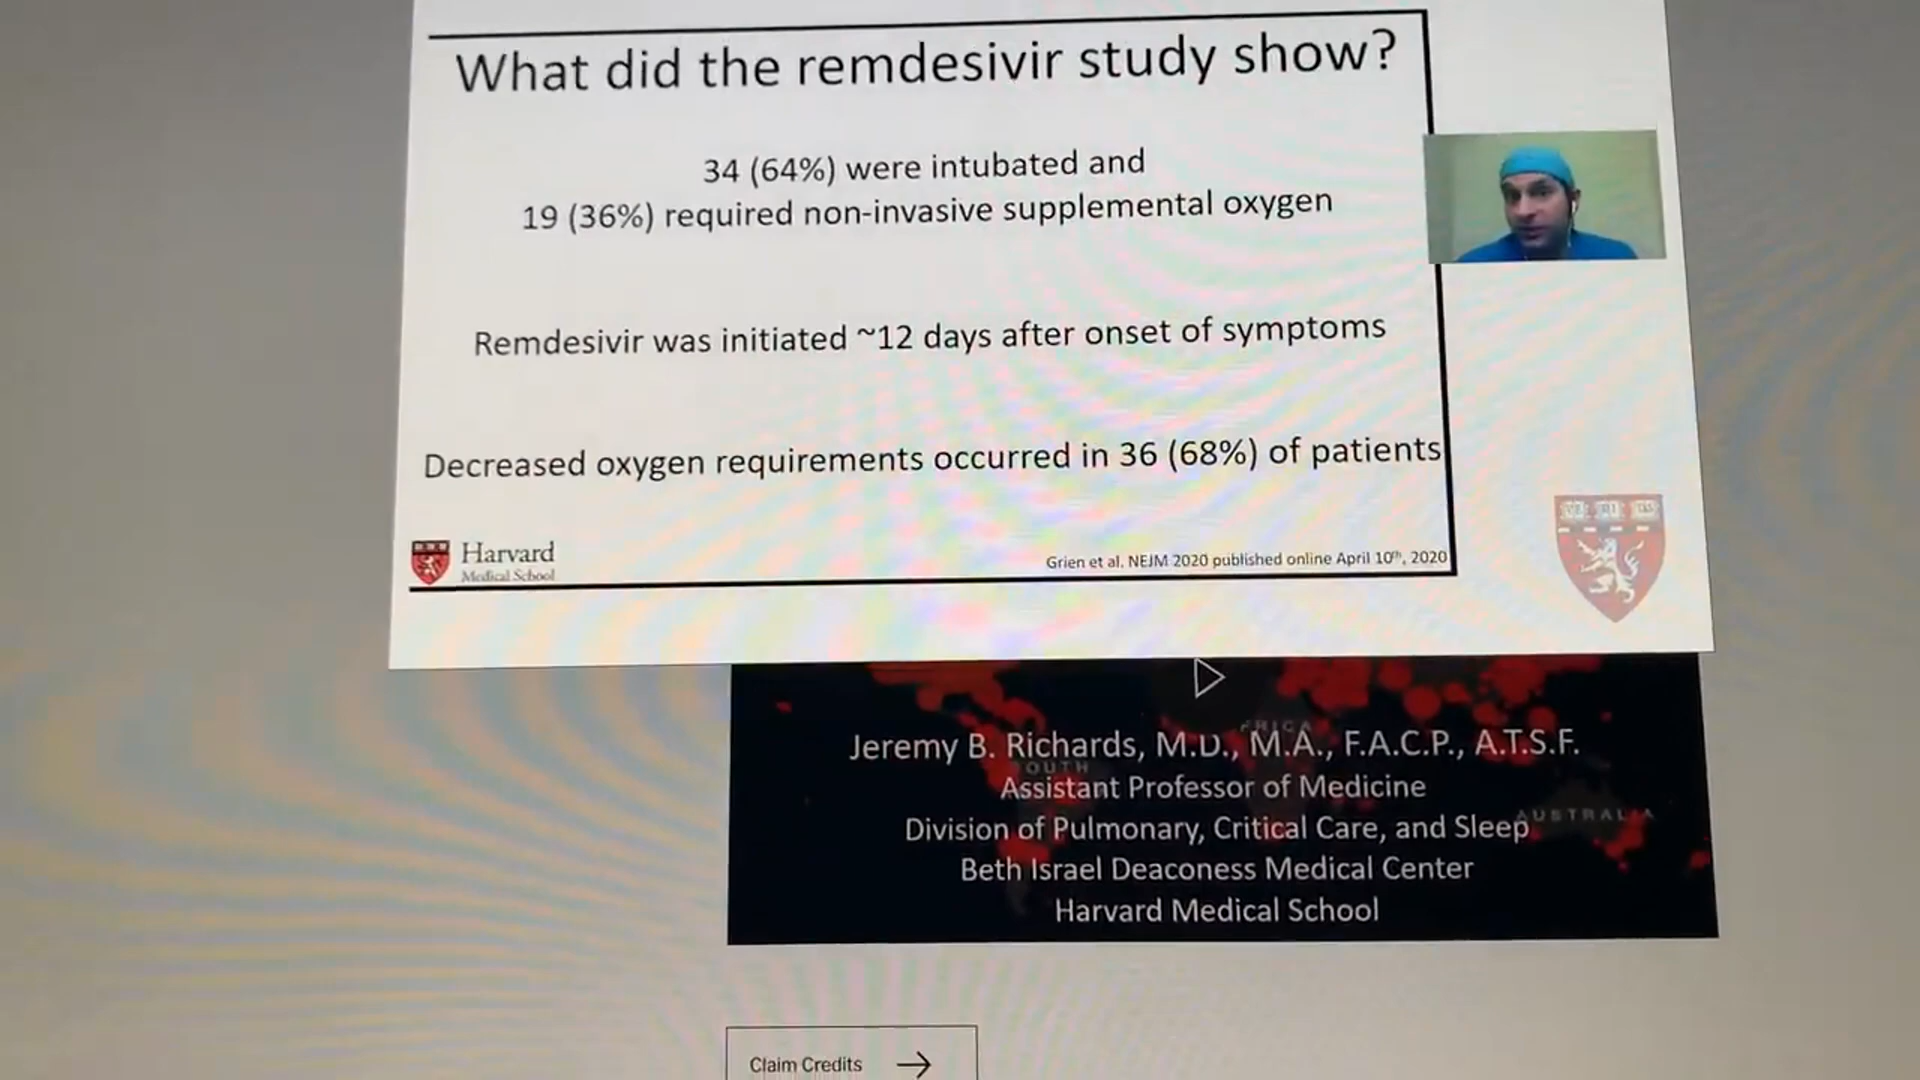 What did the remdesivir study show?
34 (64%) were intubated and
19 (36%) required non-invasive supplemental oxygen
Remdesivir was initiated ~12 days after onset of symptoms
Decreased oxygen requirements occurred in 36 (68%) of patients
Harvard
Medical School
Grien et al. NEJM 2020 published online April 10th, 2020
Jeremy B. Richards, M.D., M.A., F.A.C.P., A.T.S.F.
OUTH
Assistant Professor of Medicine
AUSTRALIA
Division of Pulmonary, Critical Care, and Sleep
Beth Israel Deaconess Medical Center
Harvard Medical School
Claim Credits